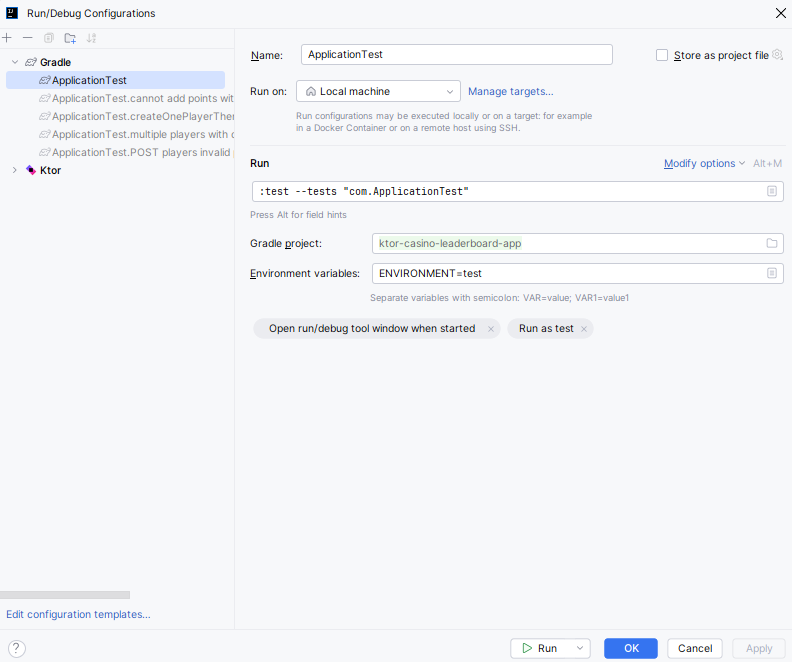 Run/Debug Configurations
Gradle
ApplicationTest
ApplicationTest.cannot add points wit
ApplicationTest.createOnePlayerTher
ApplicationTest.multiple players with
ApplicationTest.POST players invalid
Ktor
Edit configuration templates...
Name: ApplicationTest
Store as project file
Run on: Local machine
Manage targets...
Run configurations may be executed locally or on a target: for example
in a Docker Container or on a remote host using SSH.
Run
Modify options Alt+M
:test --tests "com.ApplicationTest"
Press Alt for field hints
Gradle project: ktor-casino-leaderboard-app
Environment variables: ENVIRONMENT=test
Separate variables with semicolon: VAR=value; VAR1=value1
Open run/debug tool window when started
Run as test
? Run OK Cancel Apply